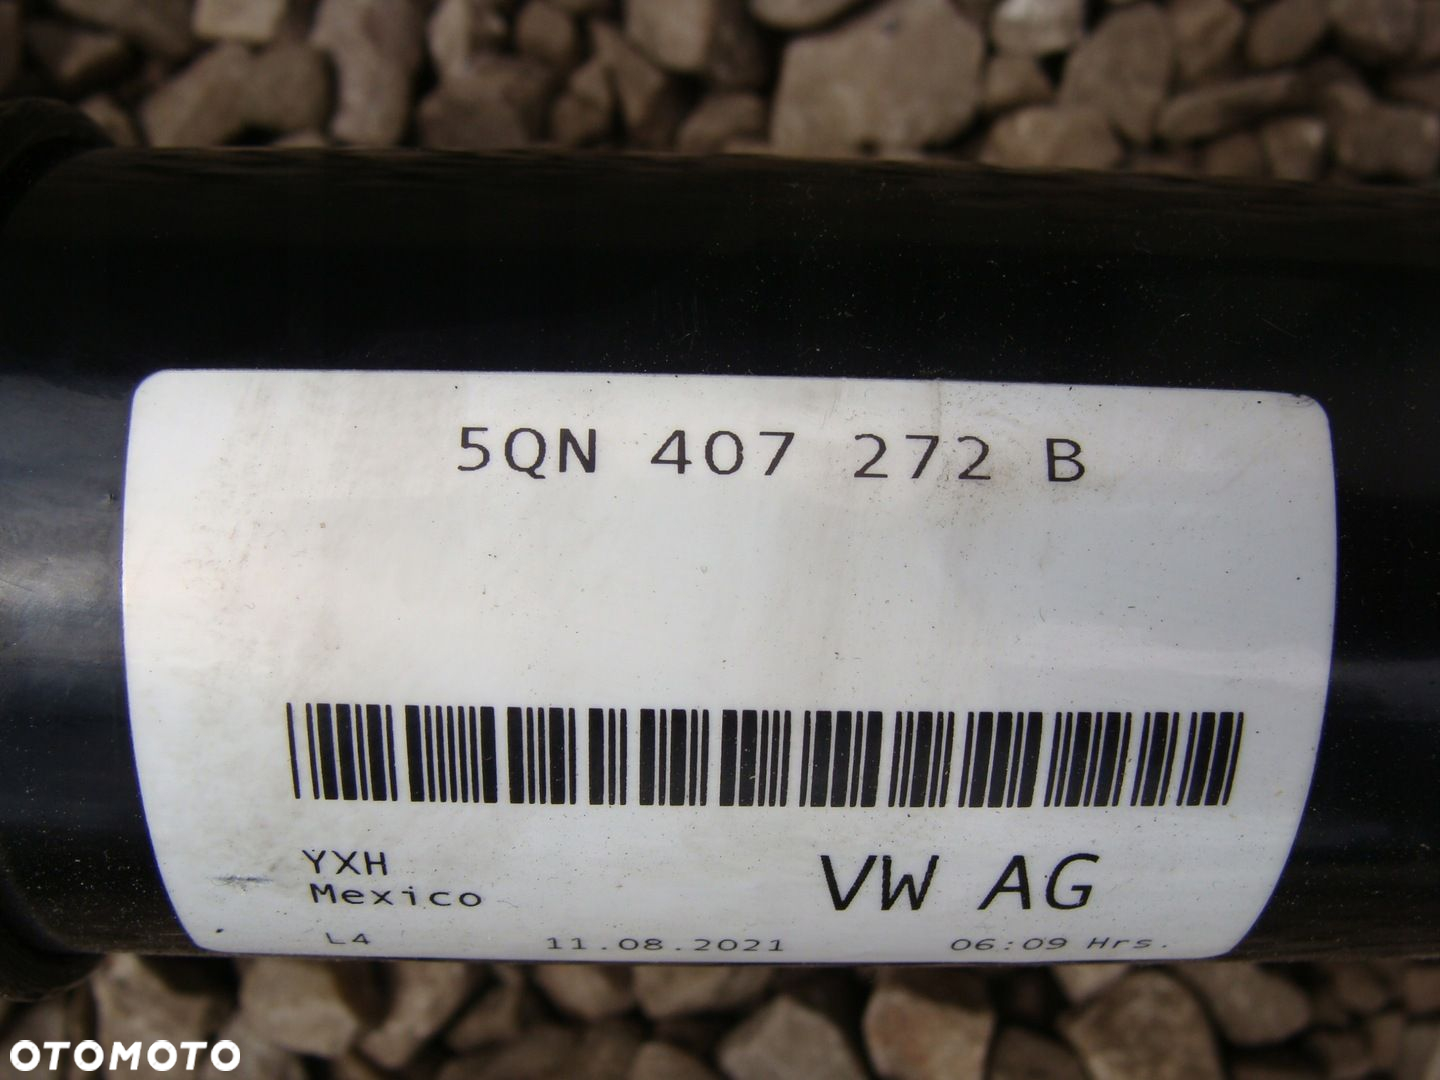 5QN 407 272 B
YXH
Mexico
VW AG
L4 11.08.2021 06:09 Hrs.
OTOMOTO